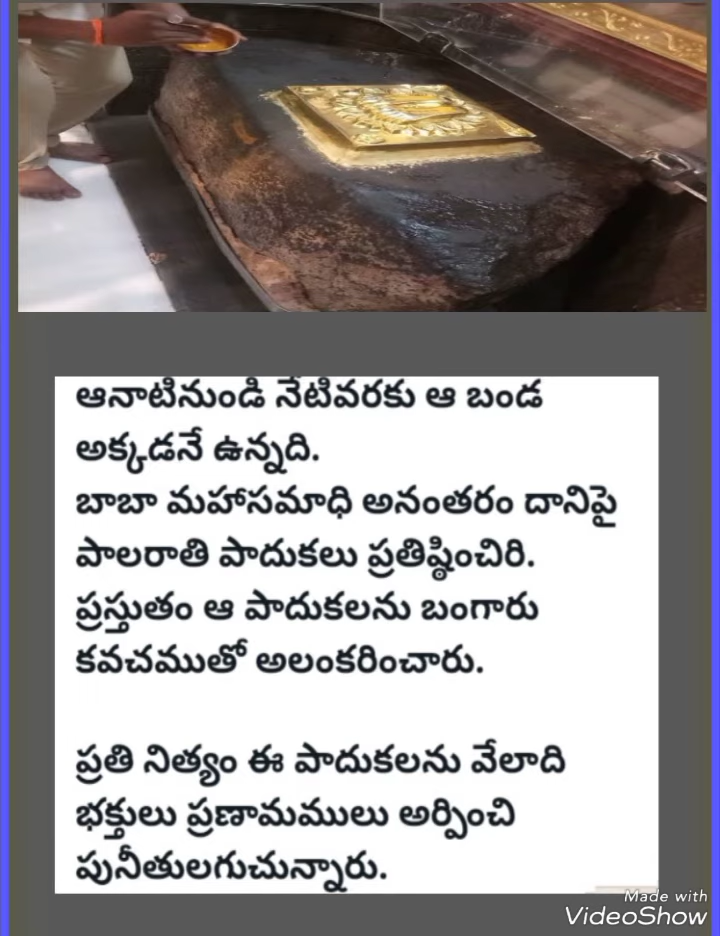 ఆనాటినుండి నేటివరకు ఆ బండ
అక్కడనే ఉన్నది.
బాబా మహాసమాధి అనంతరం దానిపై
పాలరాతి పాదుకలు ప్రతిష్ఠించిరి.
ప్రస్తుతం ఆ పాదుకలను బంగారు
కవచముతో అలంకరించారు.
ప్రతి నిత్యం ఈ పాదుకలను వేలాది
భక్తులు ప్రణామములు అర్పించి
పునీతులగుచున్నారు.
Made with
VideoShow